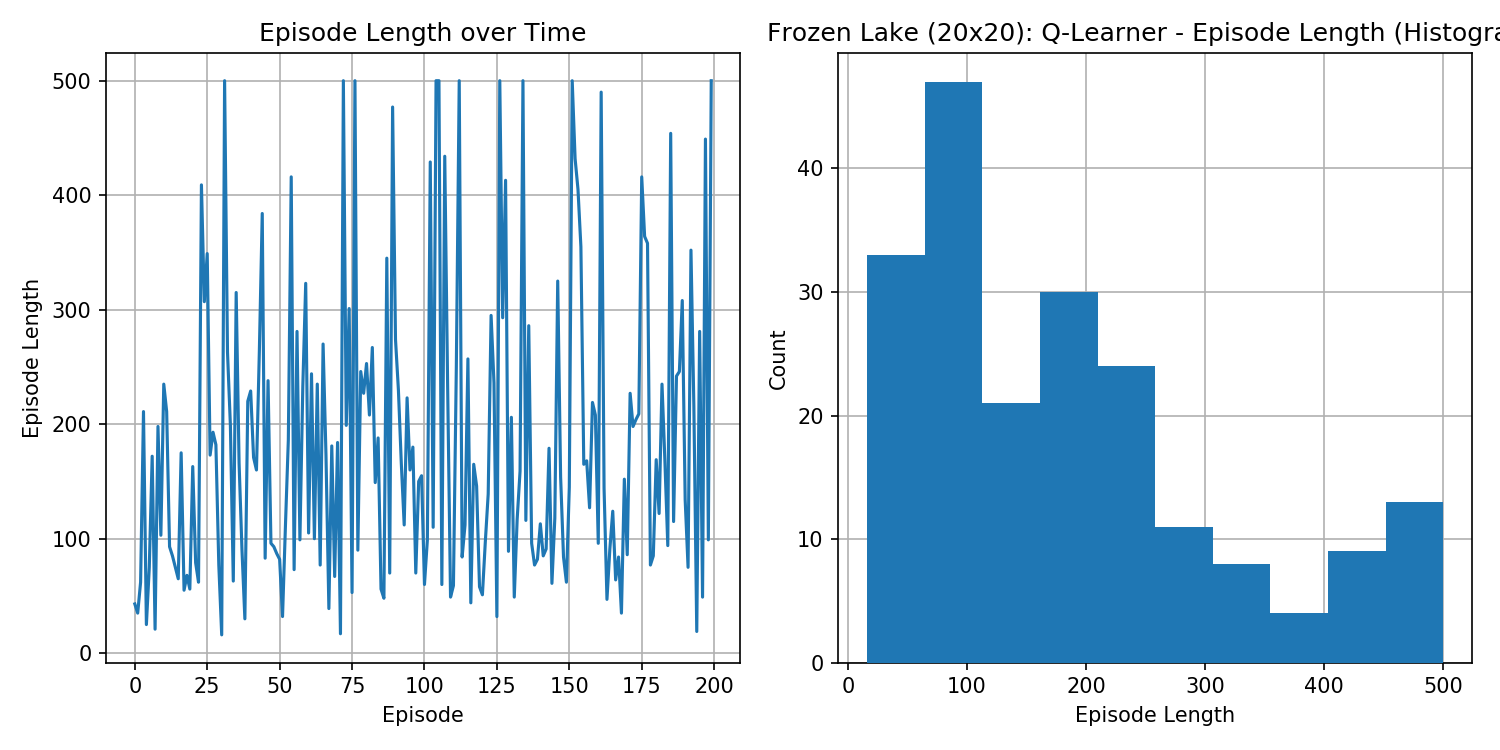 Episode Length over Time
Episode Length
500
400
300
200
100
0
0 25 50 75 100 125 150 175 200
Episode
Frozen Lake (20x20): Q-Learner - Episode Length (Histogra
Count
40
30
20
10
0
0 100 200 300 400 500
Episode Length